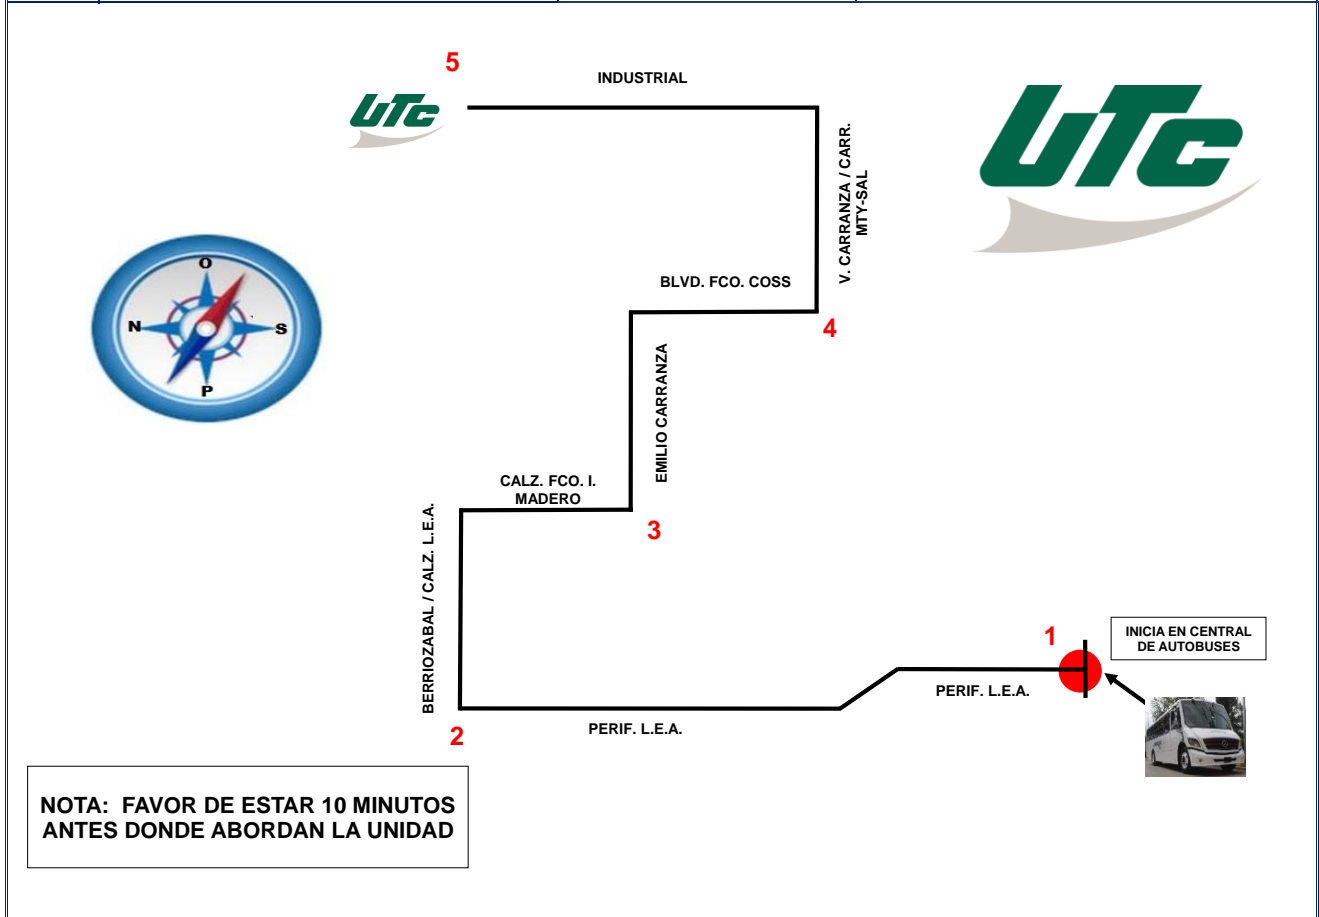 5
INDUSTRIAL
UTC
UTC
V. CARRANZA / CARR.
MTY-SAL
O
N
S
P
BLVD. FCO. COSS
4
EMILIO CARRANZA
CALZ. FCO. I.
MADERO
3
BERRIOZABAL / CALZ. L.E.A.
1
INICIA EN CENTRAL
DE AUTOBUSES
PERIF. L.E.A.
PERIF. L.E.A.
2
NOTA:  FAVOR DE ESTAR 10 MINUTOS
ANTES DONDE ABORDAN LA UNIDAD